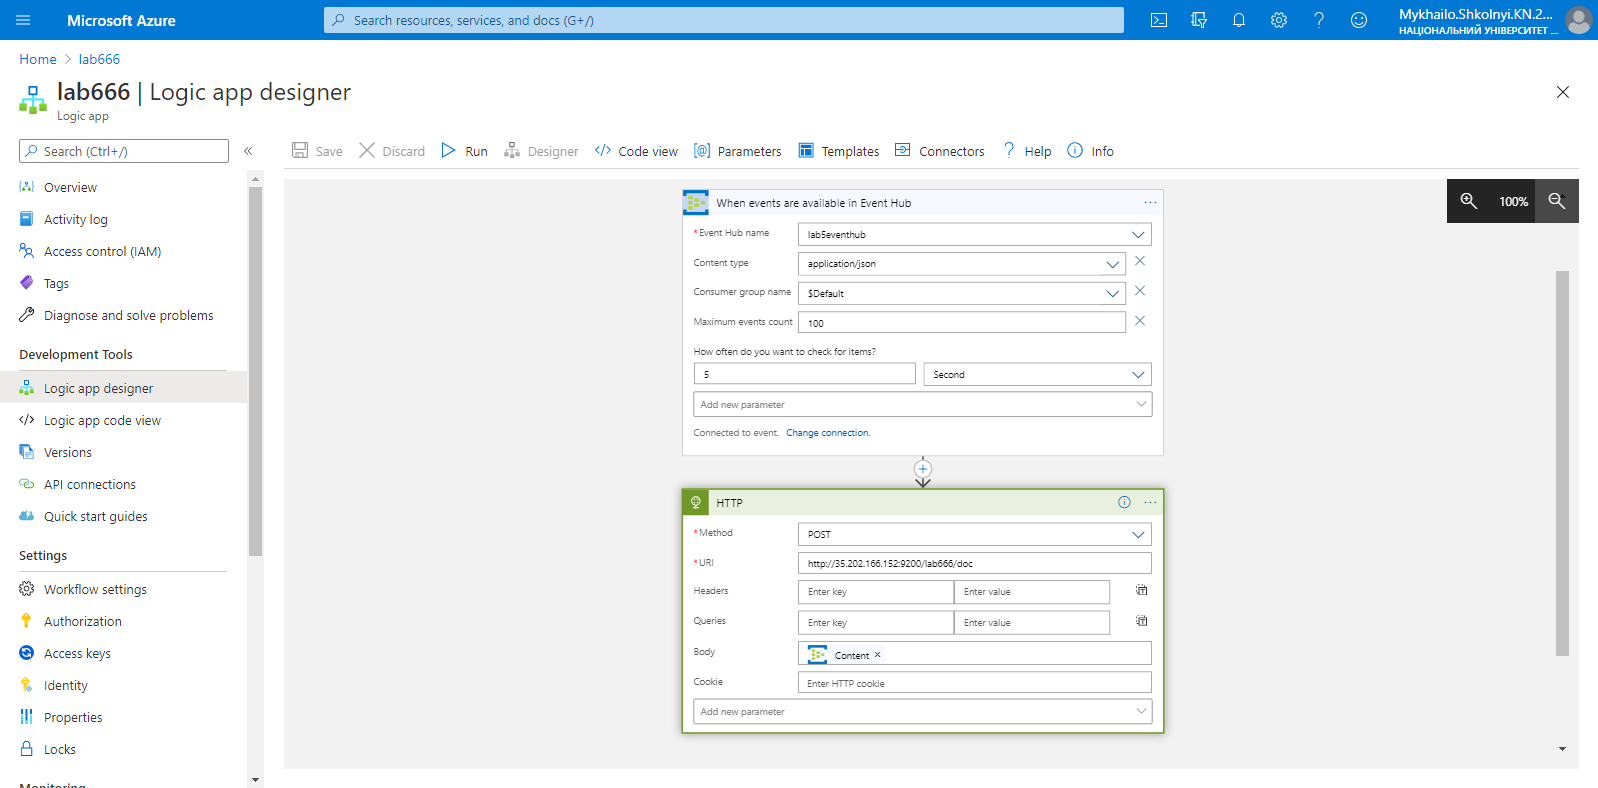 Microsoft Azure
Search resources, services, and docs (G+/)
Mykhailo.Shkolnyi.KN.2...
НАЦІОНАЛЬНИЙ УНІВЕРСИТЕТ ...
Home > lab666
lab666 | Logic app designer
Logic app
Search (Ctrl+/)
«
Save
Discard
Run
Designer
Code view
Parameters
Templates
Connectors
Help
Info
Overview
Activity log
Access control (IAM)
Tags
Diagnose and solve problems
Development Tools
Logic app designer
Logic app code view
Versions
API connections
Quick start guides
Settings
Workflow settings
Authorization
Access keys
Identity
Properties
Locks
Monitoring
100%
When events are available in Event Hub
*Event Hub name
lab5eventhub
Content type
application/json
Consumer group name
$Default
Maximum events count
100
How often do you want to check for items?
5
Second
Add new parameter
Connected to event. Change connection.
HTTP
*Method
POST
*URI
http://35.202.166.152:9200/lab666/doc
Headers
Enter key
Enter value
Queries
Enter key
Enter value
Body
Content
Cookie
Enter HTTP cookie
Add new parameter